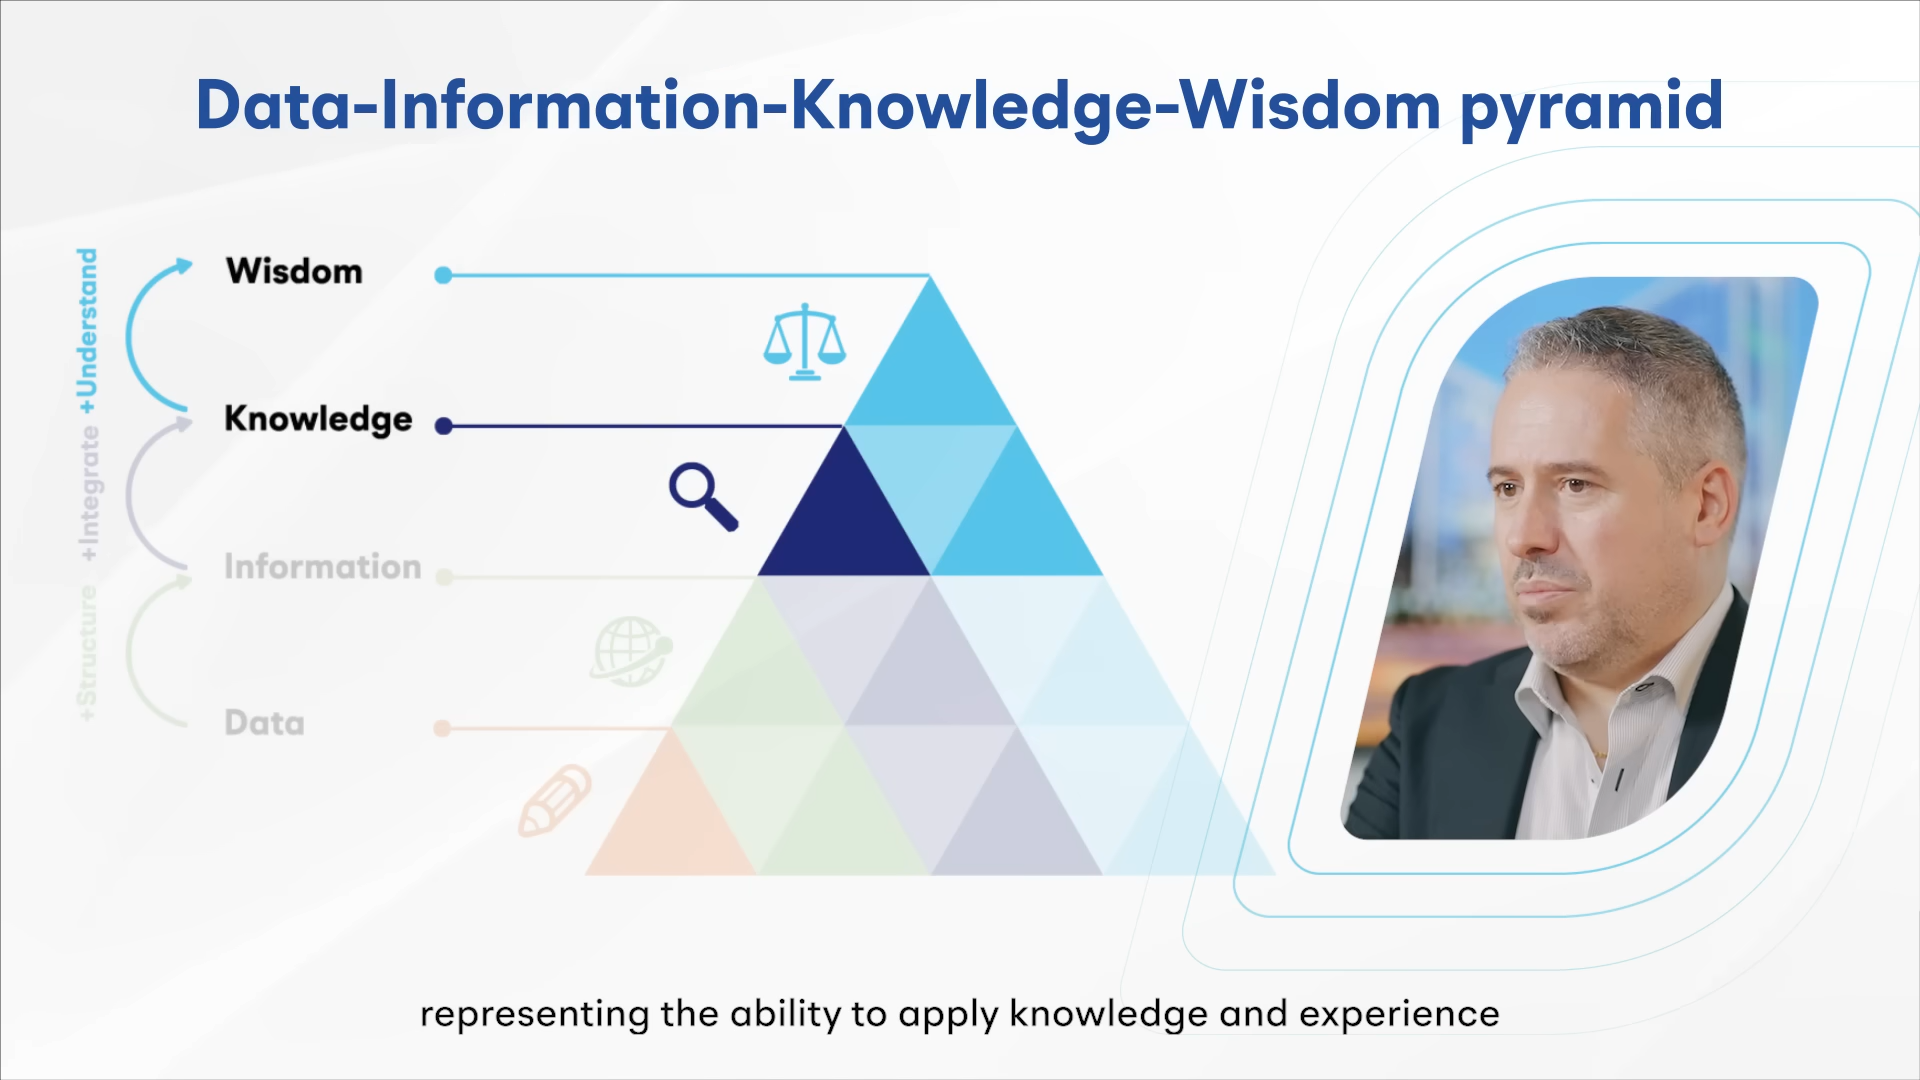 Data-Information-Knowledge-Wisdom pyramid
Wisdom
+Understand
Knowledge
+Integrate
Information
+Structure
Data
representing the ability to apply knowledge and experience